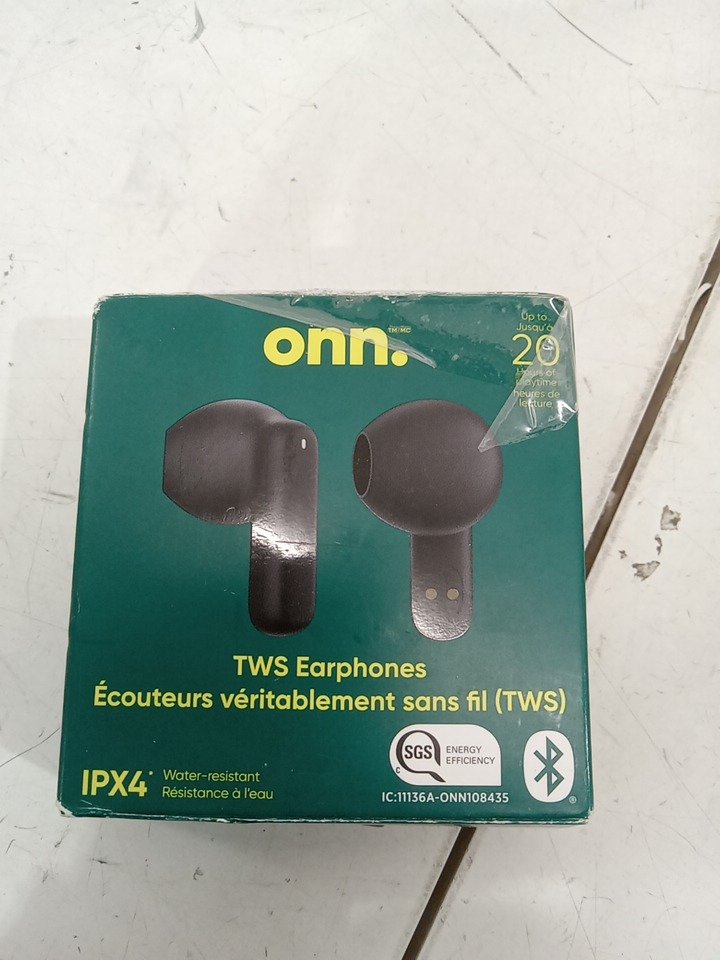 onn.™/MC
Up to
Jusqu'à
20
Hours of
playtime
heures de
lecture
TWS Earphones
Écouteurs véritablement sans fil (TWS)
IPX4*
Water-resistant
Résistance à l'eau
C
SGS
ENERGY
EFFICIENCY
IC:11136A-ONN108435
®